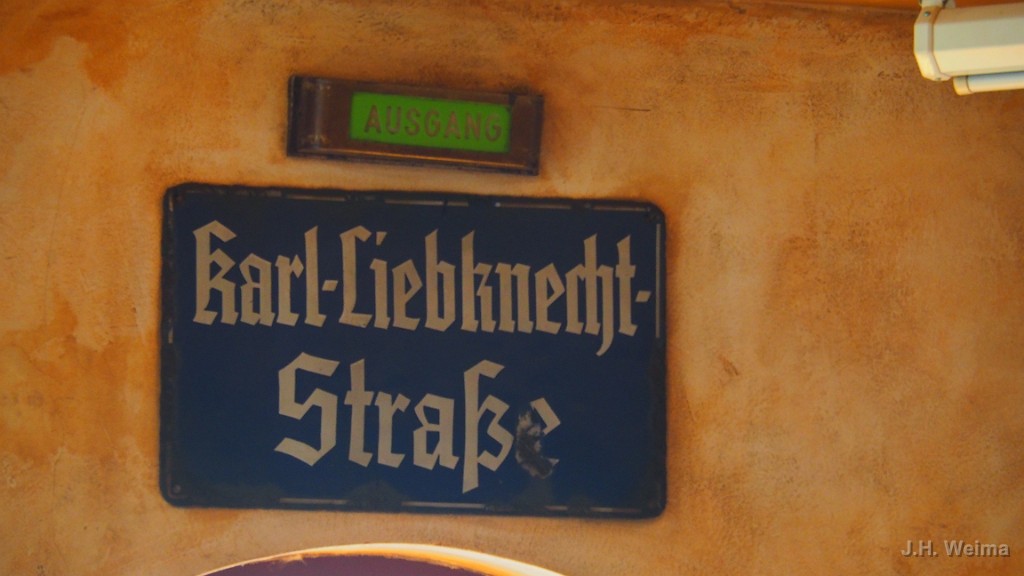 AUSGANG
Karl-Liebknecht-
Straße
J.H. Weima